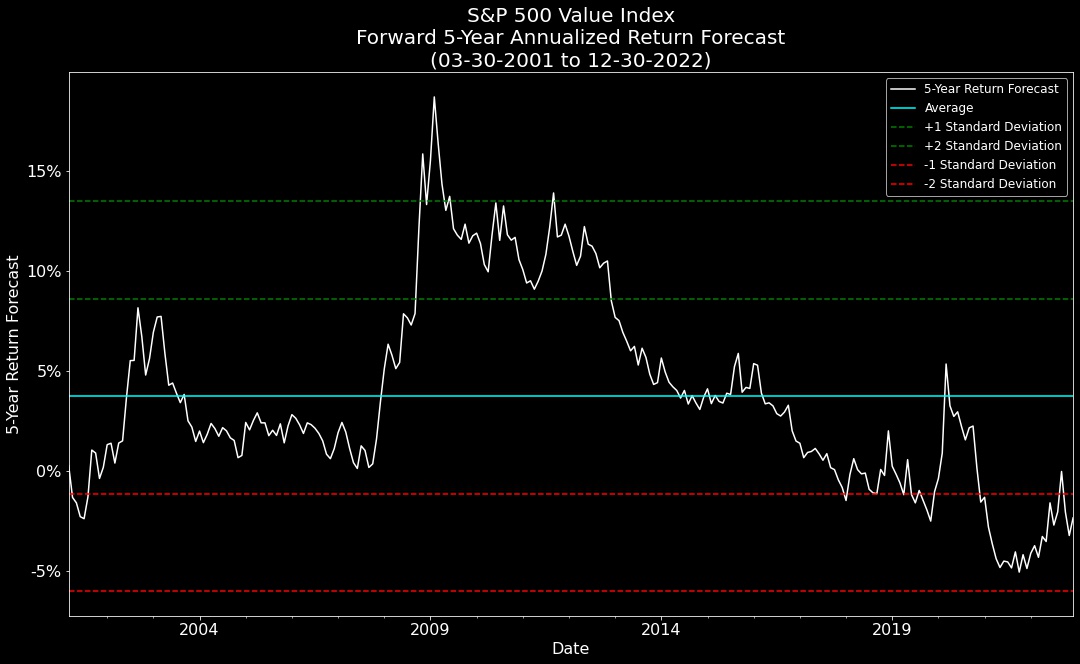 S&P 500 Value Index
Forward 5-Year Annualized Return Forecast
(03-30-2001 to 12-30-2022)
5-Year Return Forecast
Average
+1 Standard Deviation
+2 Standard Deviation
-1 Standard Deviation
-2 Standard Deviation
15%
10%
5%
0%
-5%
5-Year Return Forecast
2004
2009
2014
2019
Date